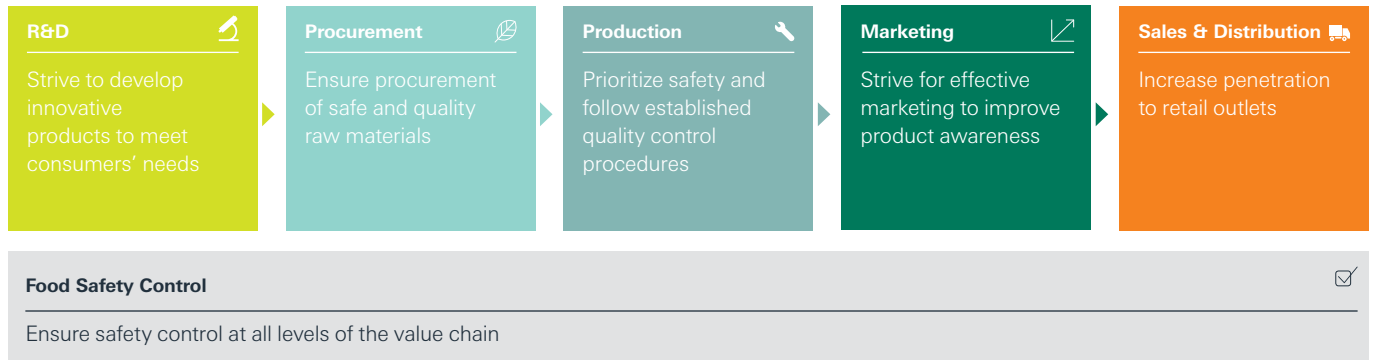 R&D
Strive to develop
innovative
products to meet
consumers' needs
Procurement
Ensure procurement
of safe and quality
raw materials
Production
Prioritize safety and
follow established
quality control
procedures
Marketing
Strive for effective
marketing to improve
product awareness
Sales & Distribution
Increase penetration
to retail outlets
Food Safety Control
Ensure safety control at all levels of the value chain